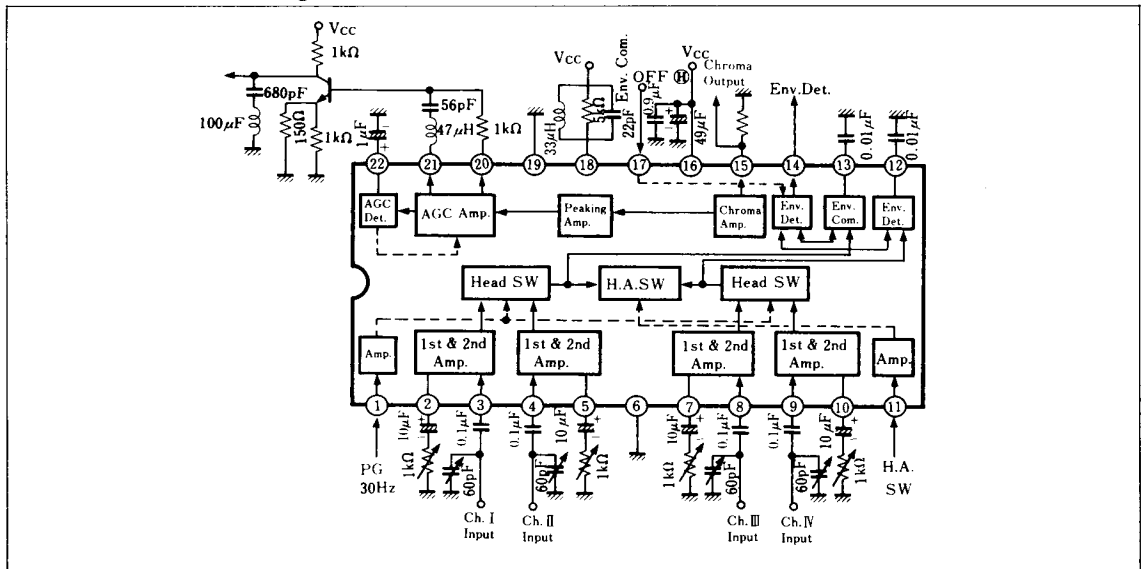 Vcc
1kΩ
680pF
100μF
150Ω
1kΩ
1μF
56pF
47μH
1kΩ
Vcc
33μH
5kΩ
22pF
Env. Com.
OFF Ⓗ
0.9μF
49μF
Vcc
Chroma
Output
Env.Det.
0.01μF
0.01μF
22
21
20
19
18
17
16
15
14
13
12
AGC
Det.
AGC Amp.
Peaking
Amp.
Chroma
Amp.
Env.
Det.
Env.
Com.
Env.
Det.
Head SW
H.A.SW
Head SW
Amp.
1st & 2nd
Amp.
1st & 2nd
Amp.
1st & 2nd
Amp.
1st & 2nd
Amp.
Amp.
1
2
3
4
5
6
7
8
9
10
11
PG
30Hz
10μF
1kΩ
0.1μF
60pF
Ch. I
Input
0.1μF
60pF
Ch. II
Input
10μF
1kΩ
10μF
1kΩ
0.1μF
60pF
Ch. III
Input
0.1μF
60pF
Ch. IV
Input
10μF
1kΩ
H.A.
SW